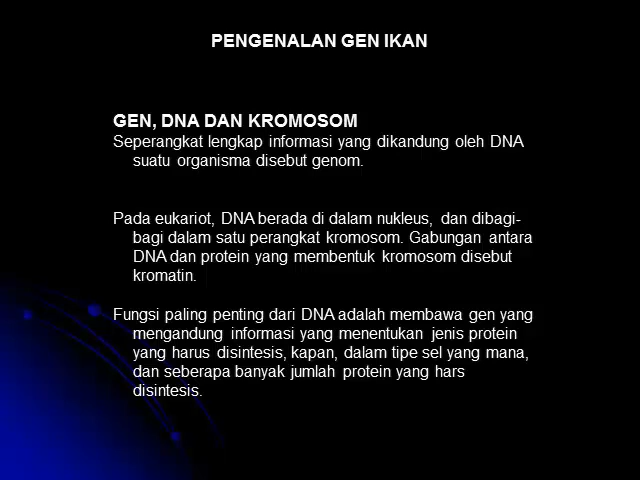 PENGENALAN GEN IKAN
GEN, DNA DAN KROMOSOM
Seperangkat lengkap informasi yang dikandung oleh DNA
suatu organisma disebut genom.
Pada eukariot, DNA berada di dalam nukleus, dan dibagi-
bagi dalam satu perangkat kromosom. Gabungan antara
DNA dan protein yang membentuk kromosom disebut
kromatin.
Fungsi paling penting dari DNA adalah membawa gen yang
mengandung informasi yang menentukan jenis protein
yang harus disintesis, kapan, dalam tipe sel yang mana,
dan seberapa banyak jumlah protein yang hars
disintesis.